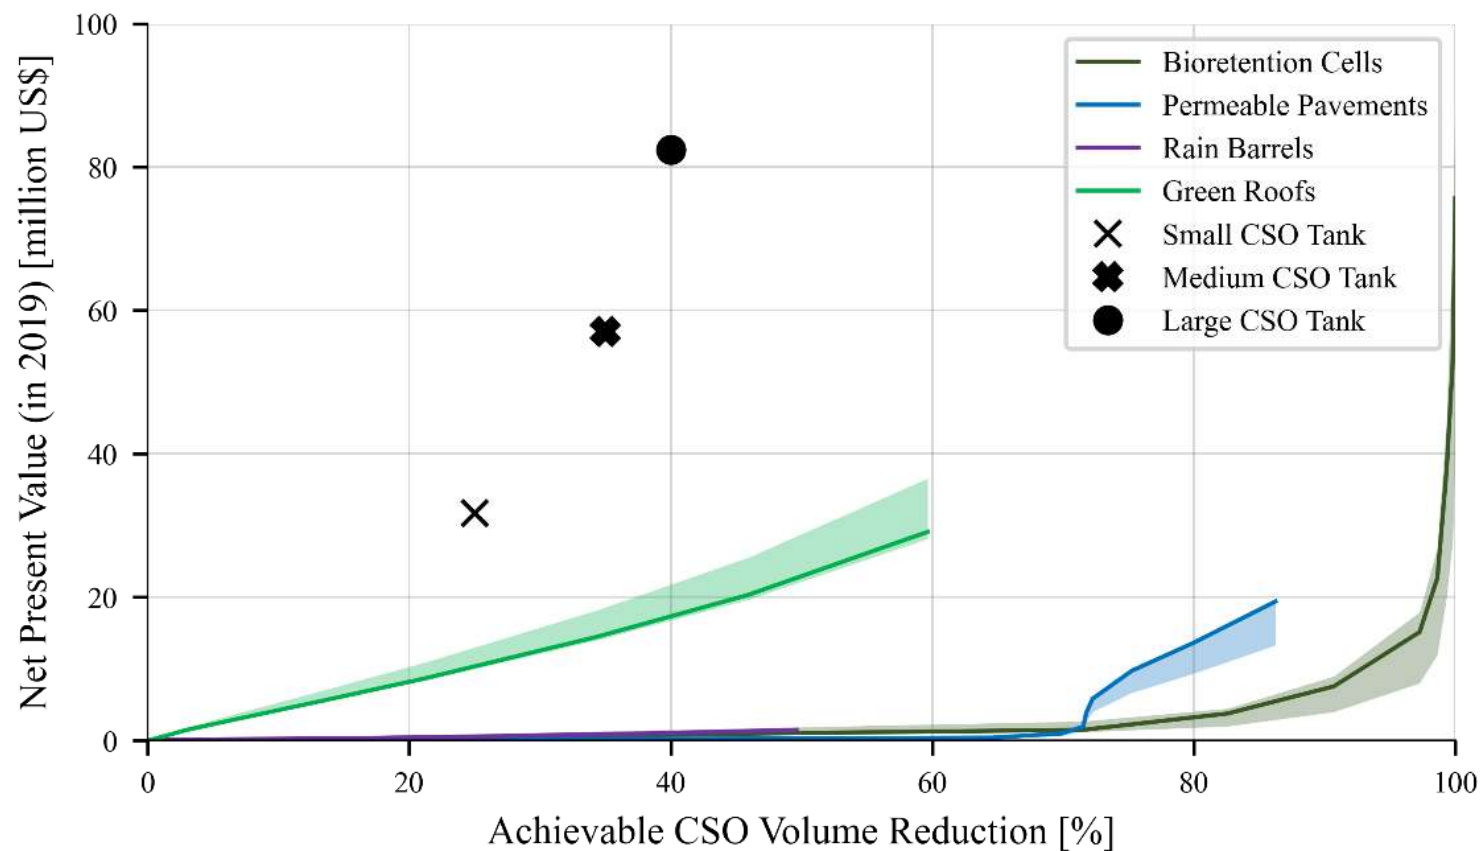 Net Present Value (in 2019) [million US$]
100
80
60
40
20
0
Bioretention Cells
Permeable Pavements
Rain Barrels
Green Roofs
Small CSO Tank
Medium CSO Tank
Large CSO Tank
0 20 40 60 80 100
Achievable CSO Volume Reduction [%]